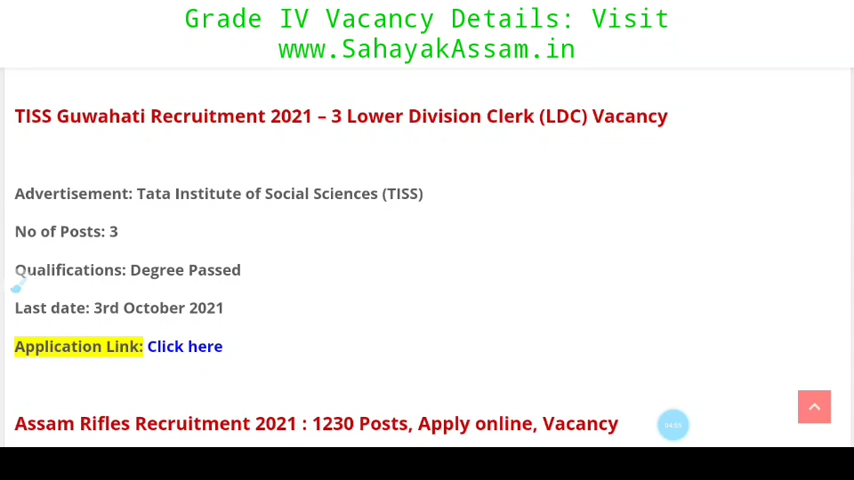 Grade IV Vacancy Details: Visit
www.SahayakAssam.in
TISS Guwahati Recruitment 2021 – 3 Lower Division Clerk (LDC) Vacancy
Advertisement: Tata Institute of Social Sciences (TISS)
No of Posts: 3
Qualifications: Degree Passed
Last date: 3rd October 2021
Application Link: Click here
Assam Rifles Recruitment 2021 : 1230 Posts, Apply online, Vacancy